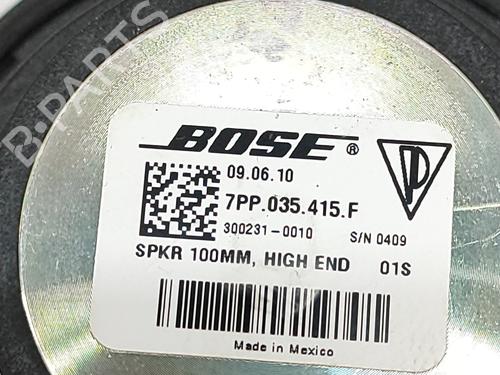 B-PARTS
BOSE®
09.06.10
7PP.035.415.F
300231-0010 S/N 0409
SPKR 100MM, HIGH END 01S
Made in Mexico